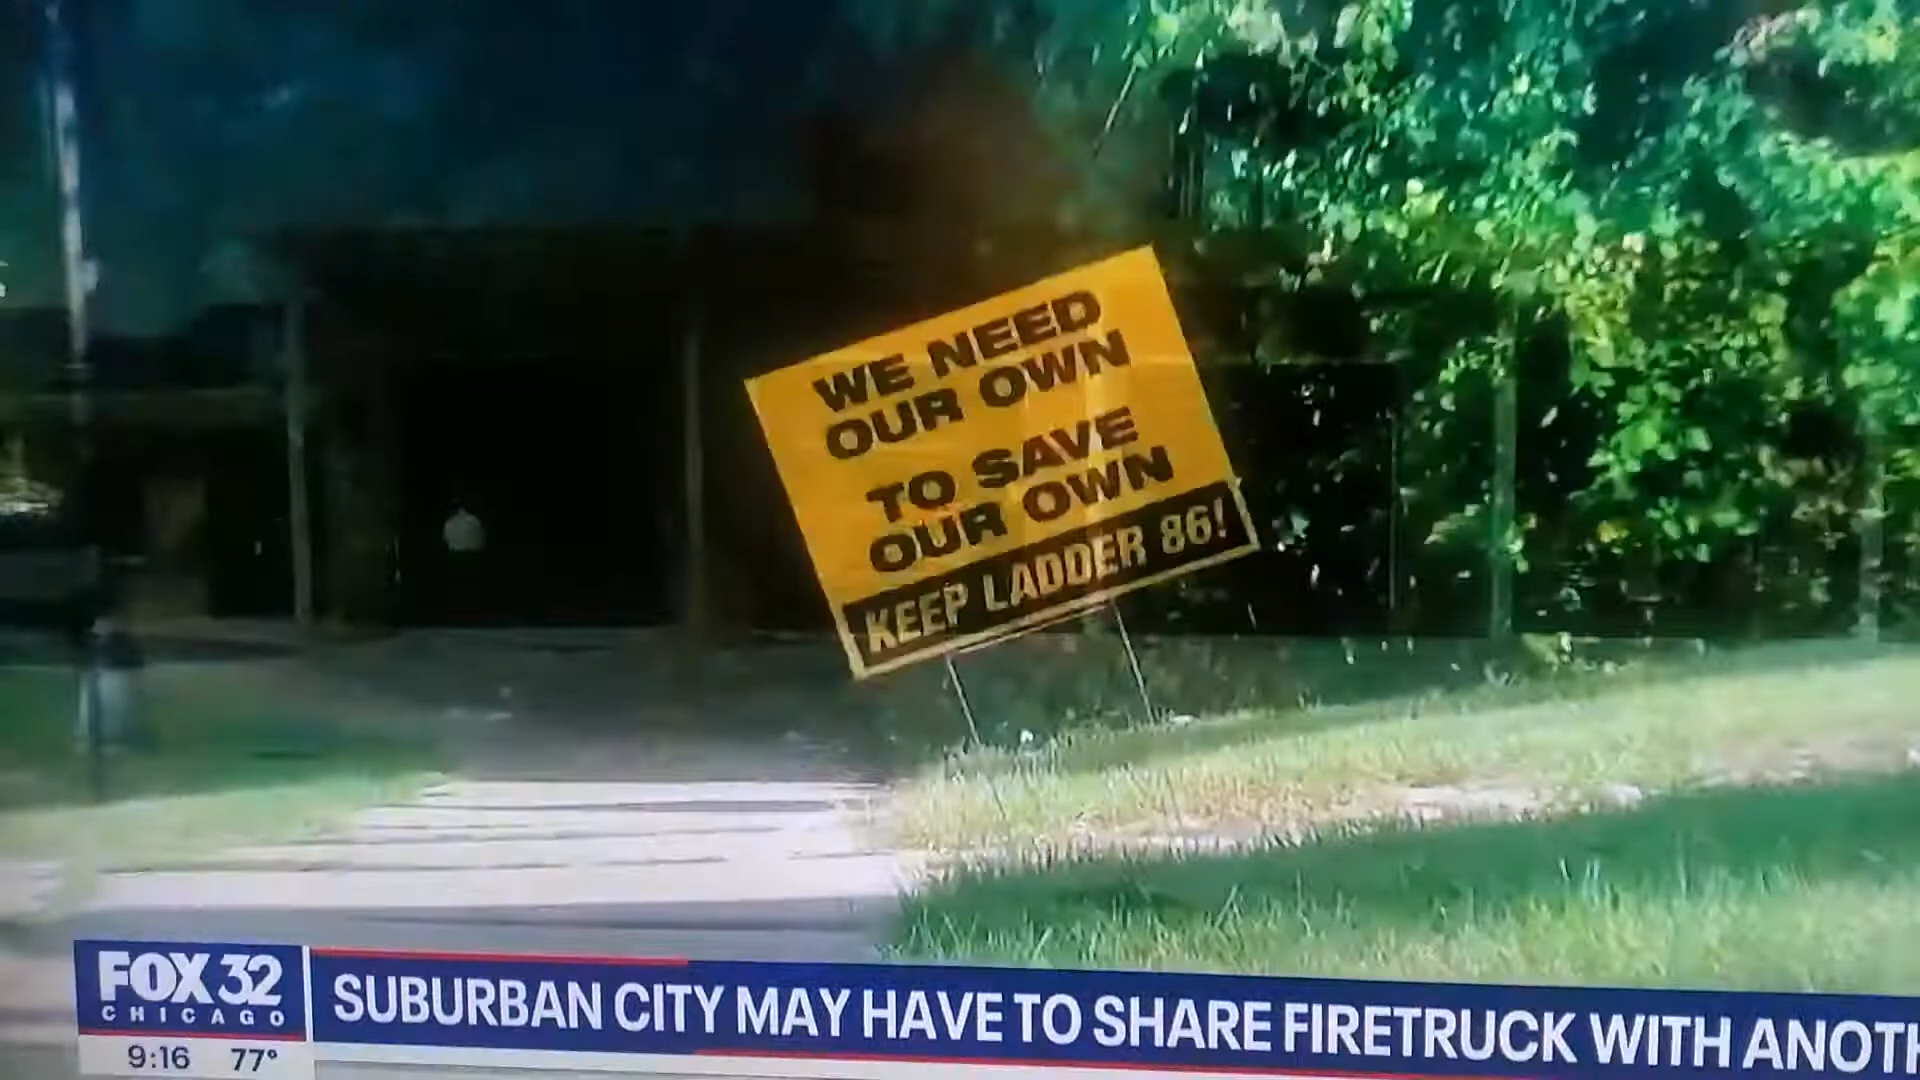 WE NEED
OUR OWN
TO SAVE
OUR OWN
KEEP LADDER 86!
FOX 32
CHICAGO
SUBURBAN CITY MAY HAVE TO SHARE FIRETRUCK WITH ANOTH
9:16 77°